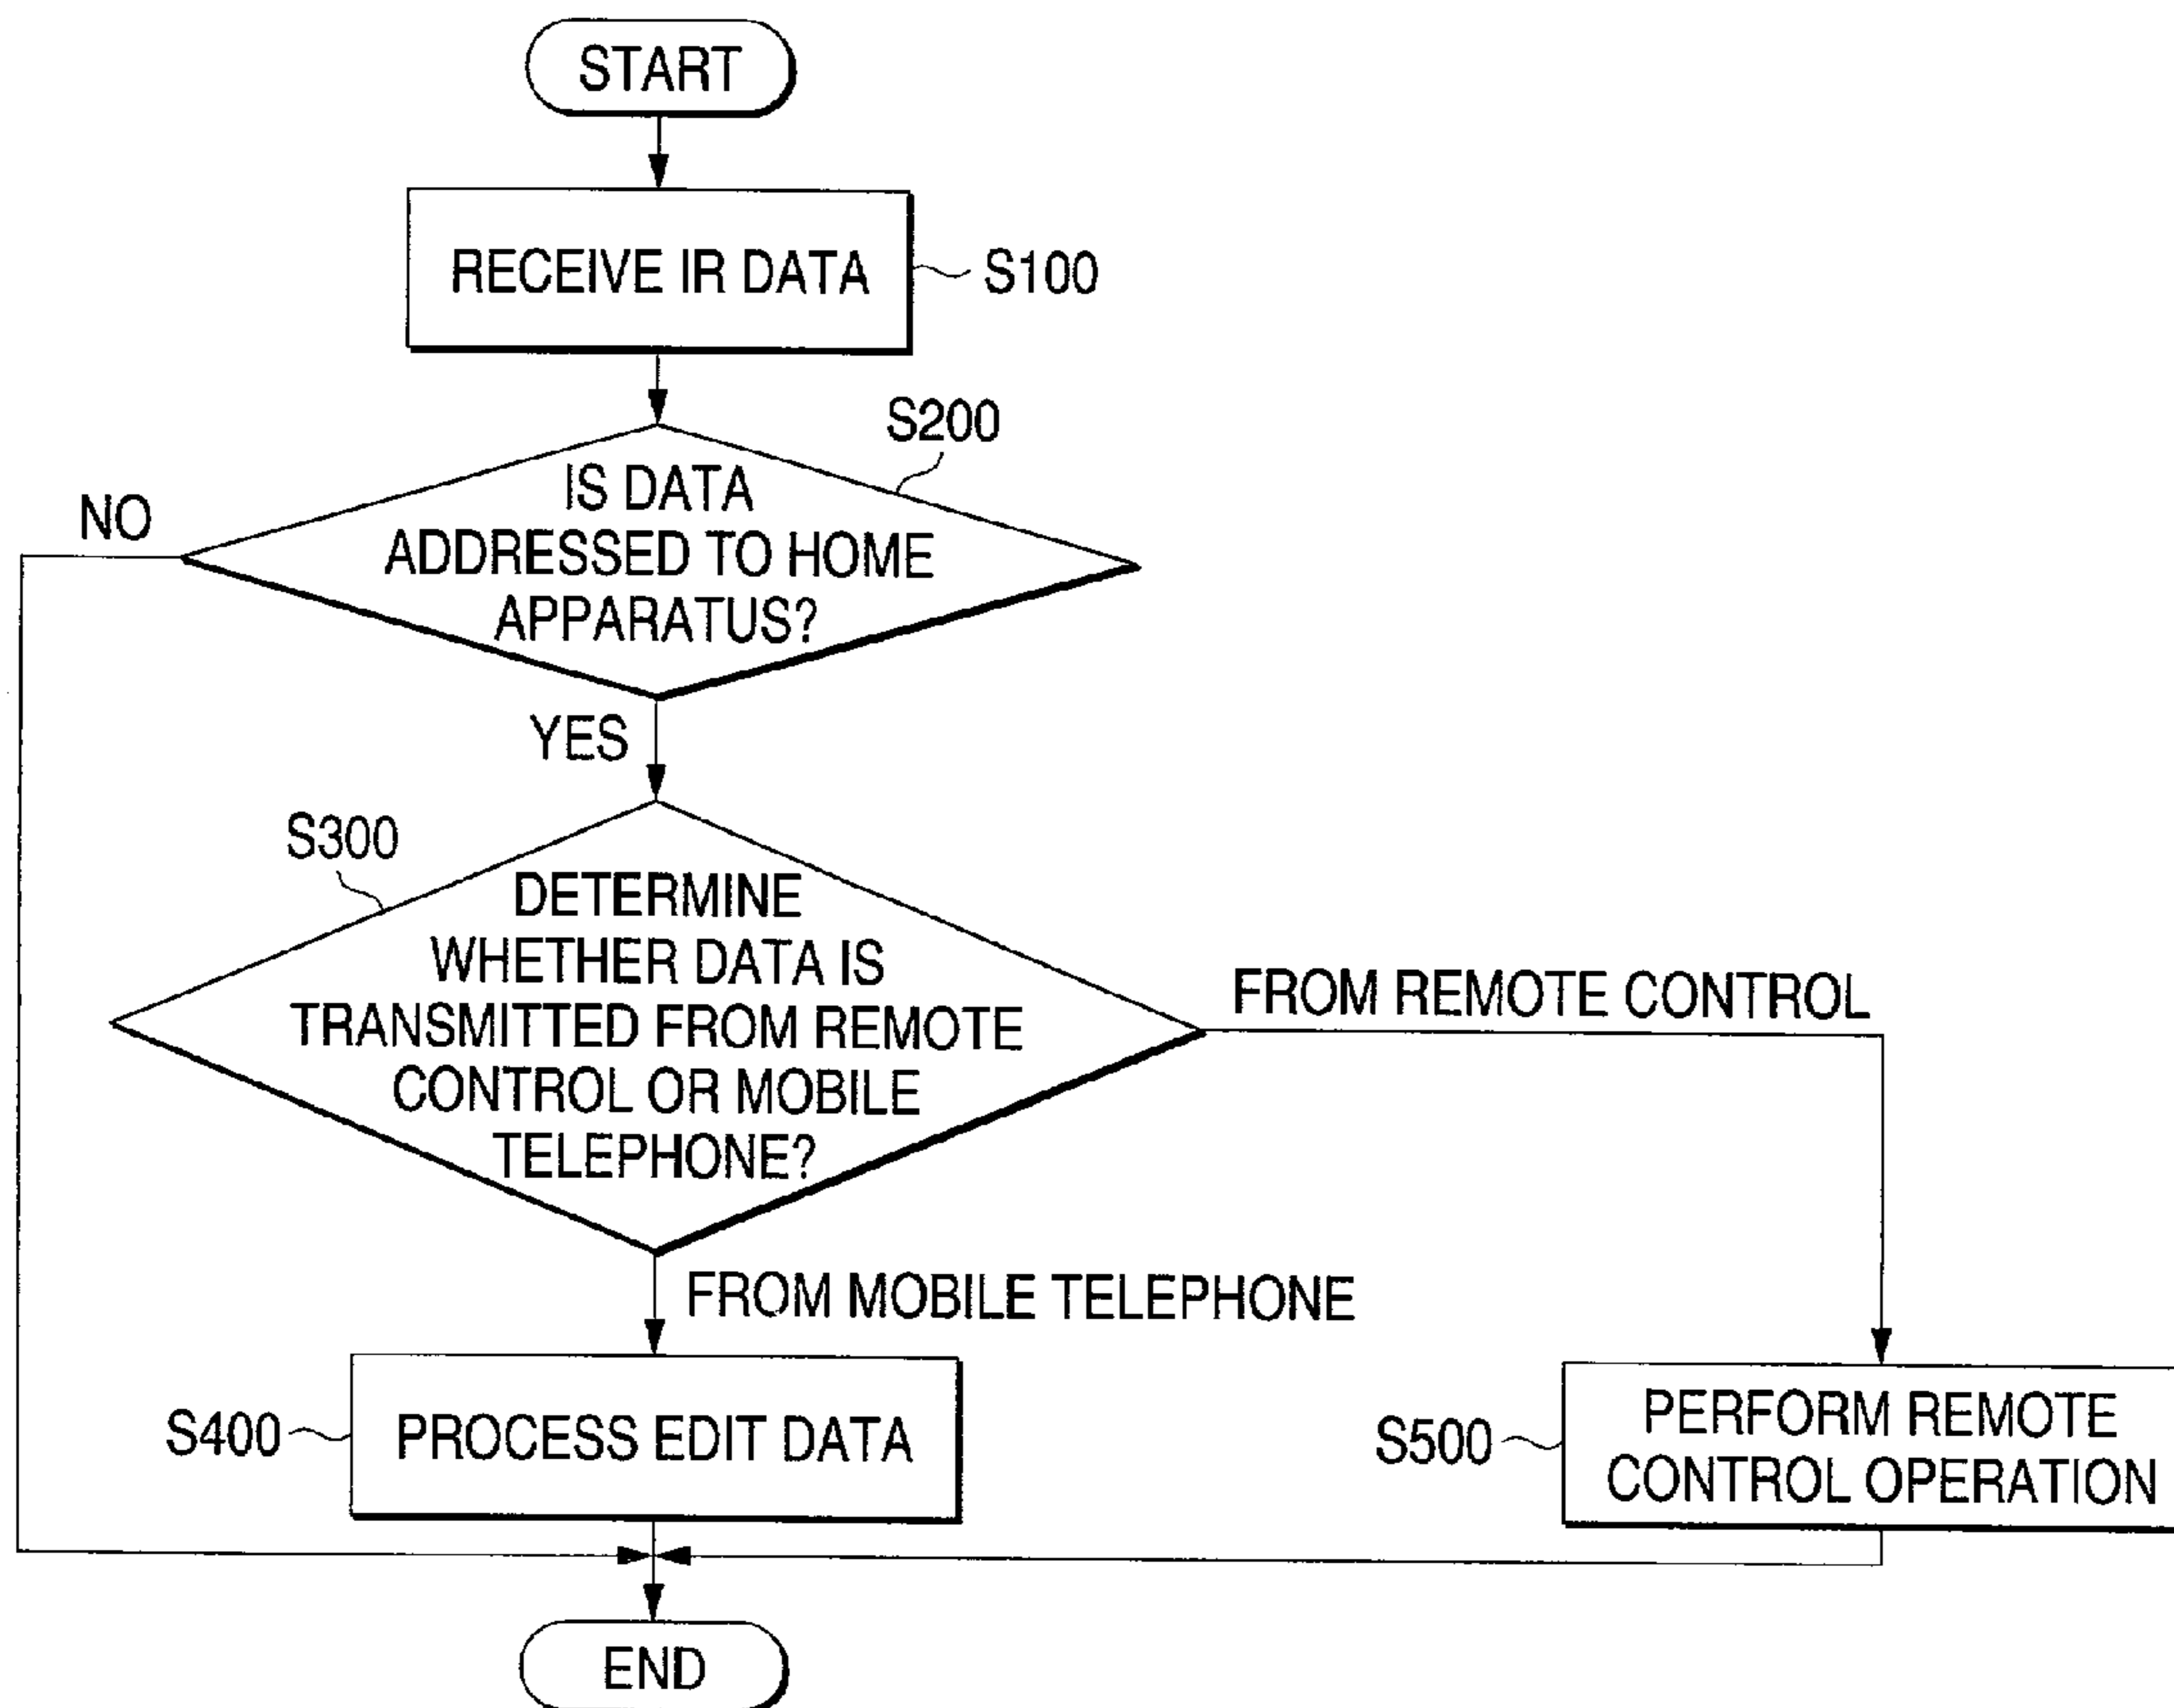 START
RECEIVE IR DATA
S100
S200
IS DATA
ADDRESSED TO HOME
APPARATUS?
NO
YES
S300
DETERMINE
WHETHER DATA IS
TRANSMITTED FROM REMOTE
CONTROL OR MOBILE
TELEPHONE?
FROM REMOTE CONTROL
FROM MOBILE TELEPHONE
S400
PROCESS EDIT DATA
S500
PERFORM REMOTE
CONTROL OPERATION
END